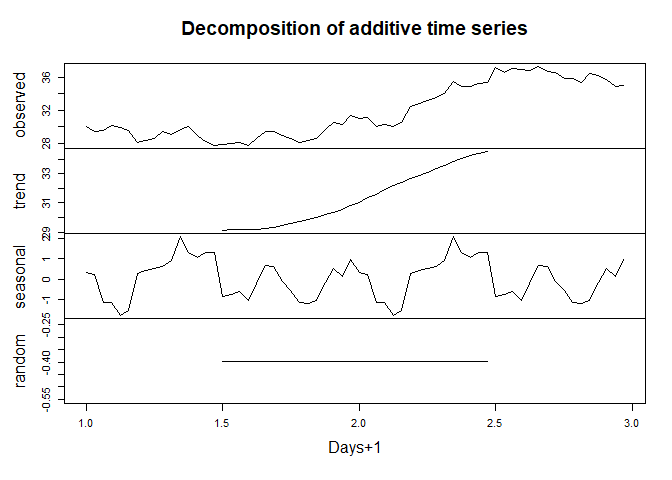 Decomposition of additive time series
observed
28 32 36
trend
29 31 33
seasonal
-1 0 1 2
random
-0.55 -0.40 -0.25
1.0 1.5 2.0 2.5 3.0
Days+1